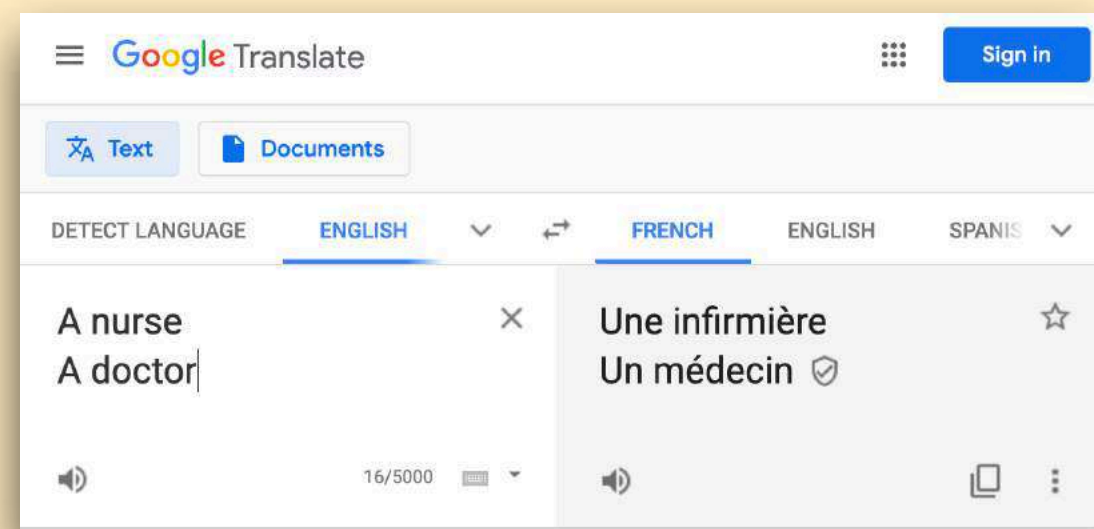 Google Translate
Sign in
Text
Documents
DETECT LANGUAGE
ENGLISH
FRENCH
ENGLISH
SPANIS
A nurse
A doctor
Une infirmière
Un médecin
16/5000